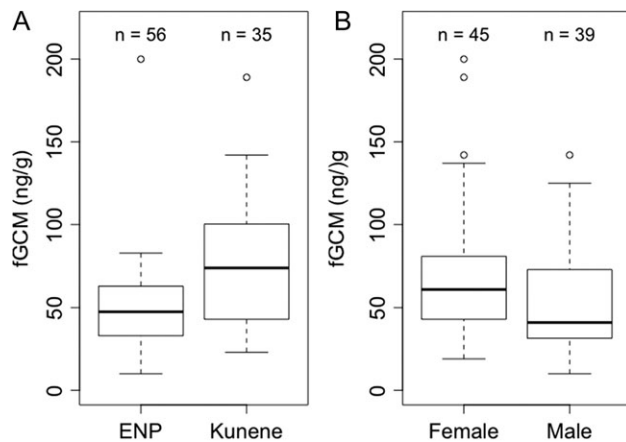 A
n = 56
n = 35
fGCM (ng/g)
200
150
100
50
0
ENP
Kunene
B
n = 45
n = 39
fGCM (ng/)g
200
150
100
50
0
Female
Male